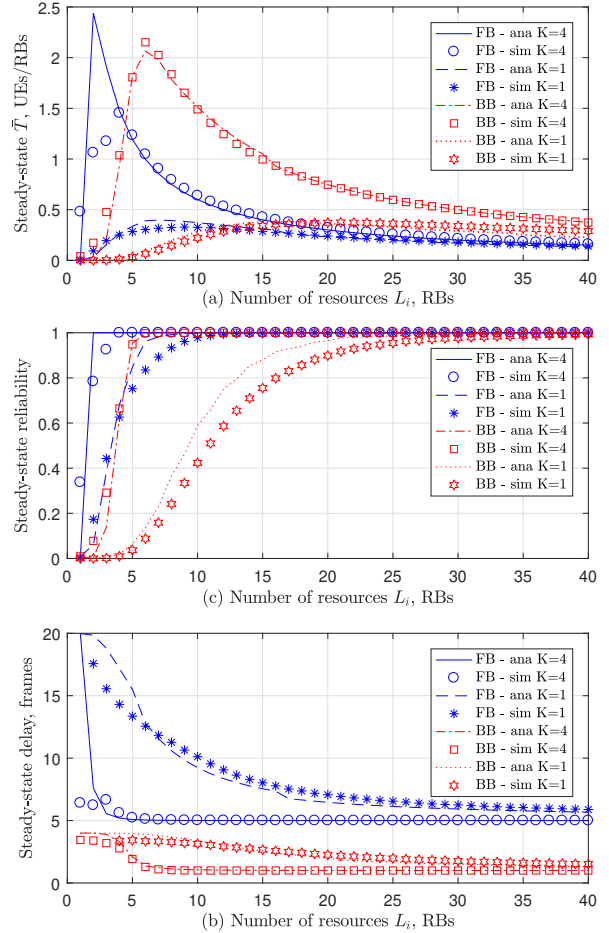 2.5
2
1.5
1
0.5
0
Steady-state T̄, UEs/RBs
FB - ana K=4
FB - sim K=4
FB - ana K=1
FB - sim K=1
BB - ana K=4
BB - sim K=4
BB - ana K=1
BB - sim K=1
0 5 10 15 20 25 30 35 40
(a) Number of resources L_i, RBs
1
0.8
0.6
0.4
0.2
0
Steady-state reliability
FB - ana K=4
FB - sim K=4
FB - ana K=1
FB - sim K=1
BB - ana K=4
BB - sim K=4
BB - ana K=1
BB - sim K=1
0 5 10 15 20 25 30 35 40
(c) Number of resources L_i, RBs
20
15
10
5
0
Steady-state delay, frames
FB - ana K=4
FB - sim K=4
FB - ana K=1
FB - sim K=1
BB - ana K=4
BB - sim K=4
BB - ana K=1
BB - sim K=1
0 5 10 15 20 25 30 35 40
(b) Number of resources L_i, RBs